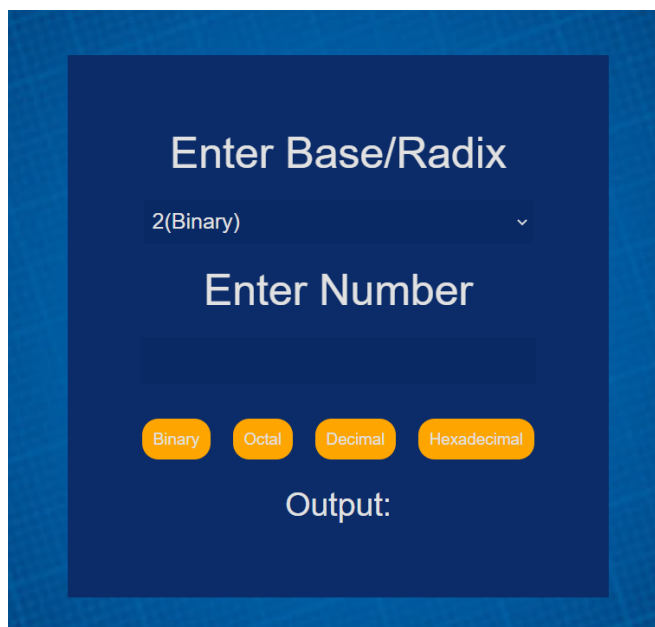 Enter Base/Radix
2(Binary)
Enter Number
Binary Octal Decimal Hexadecimal
Output: